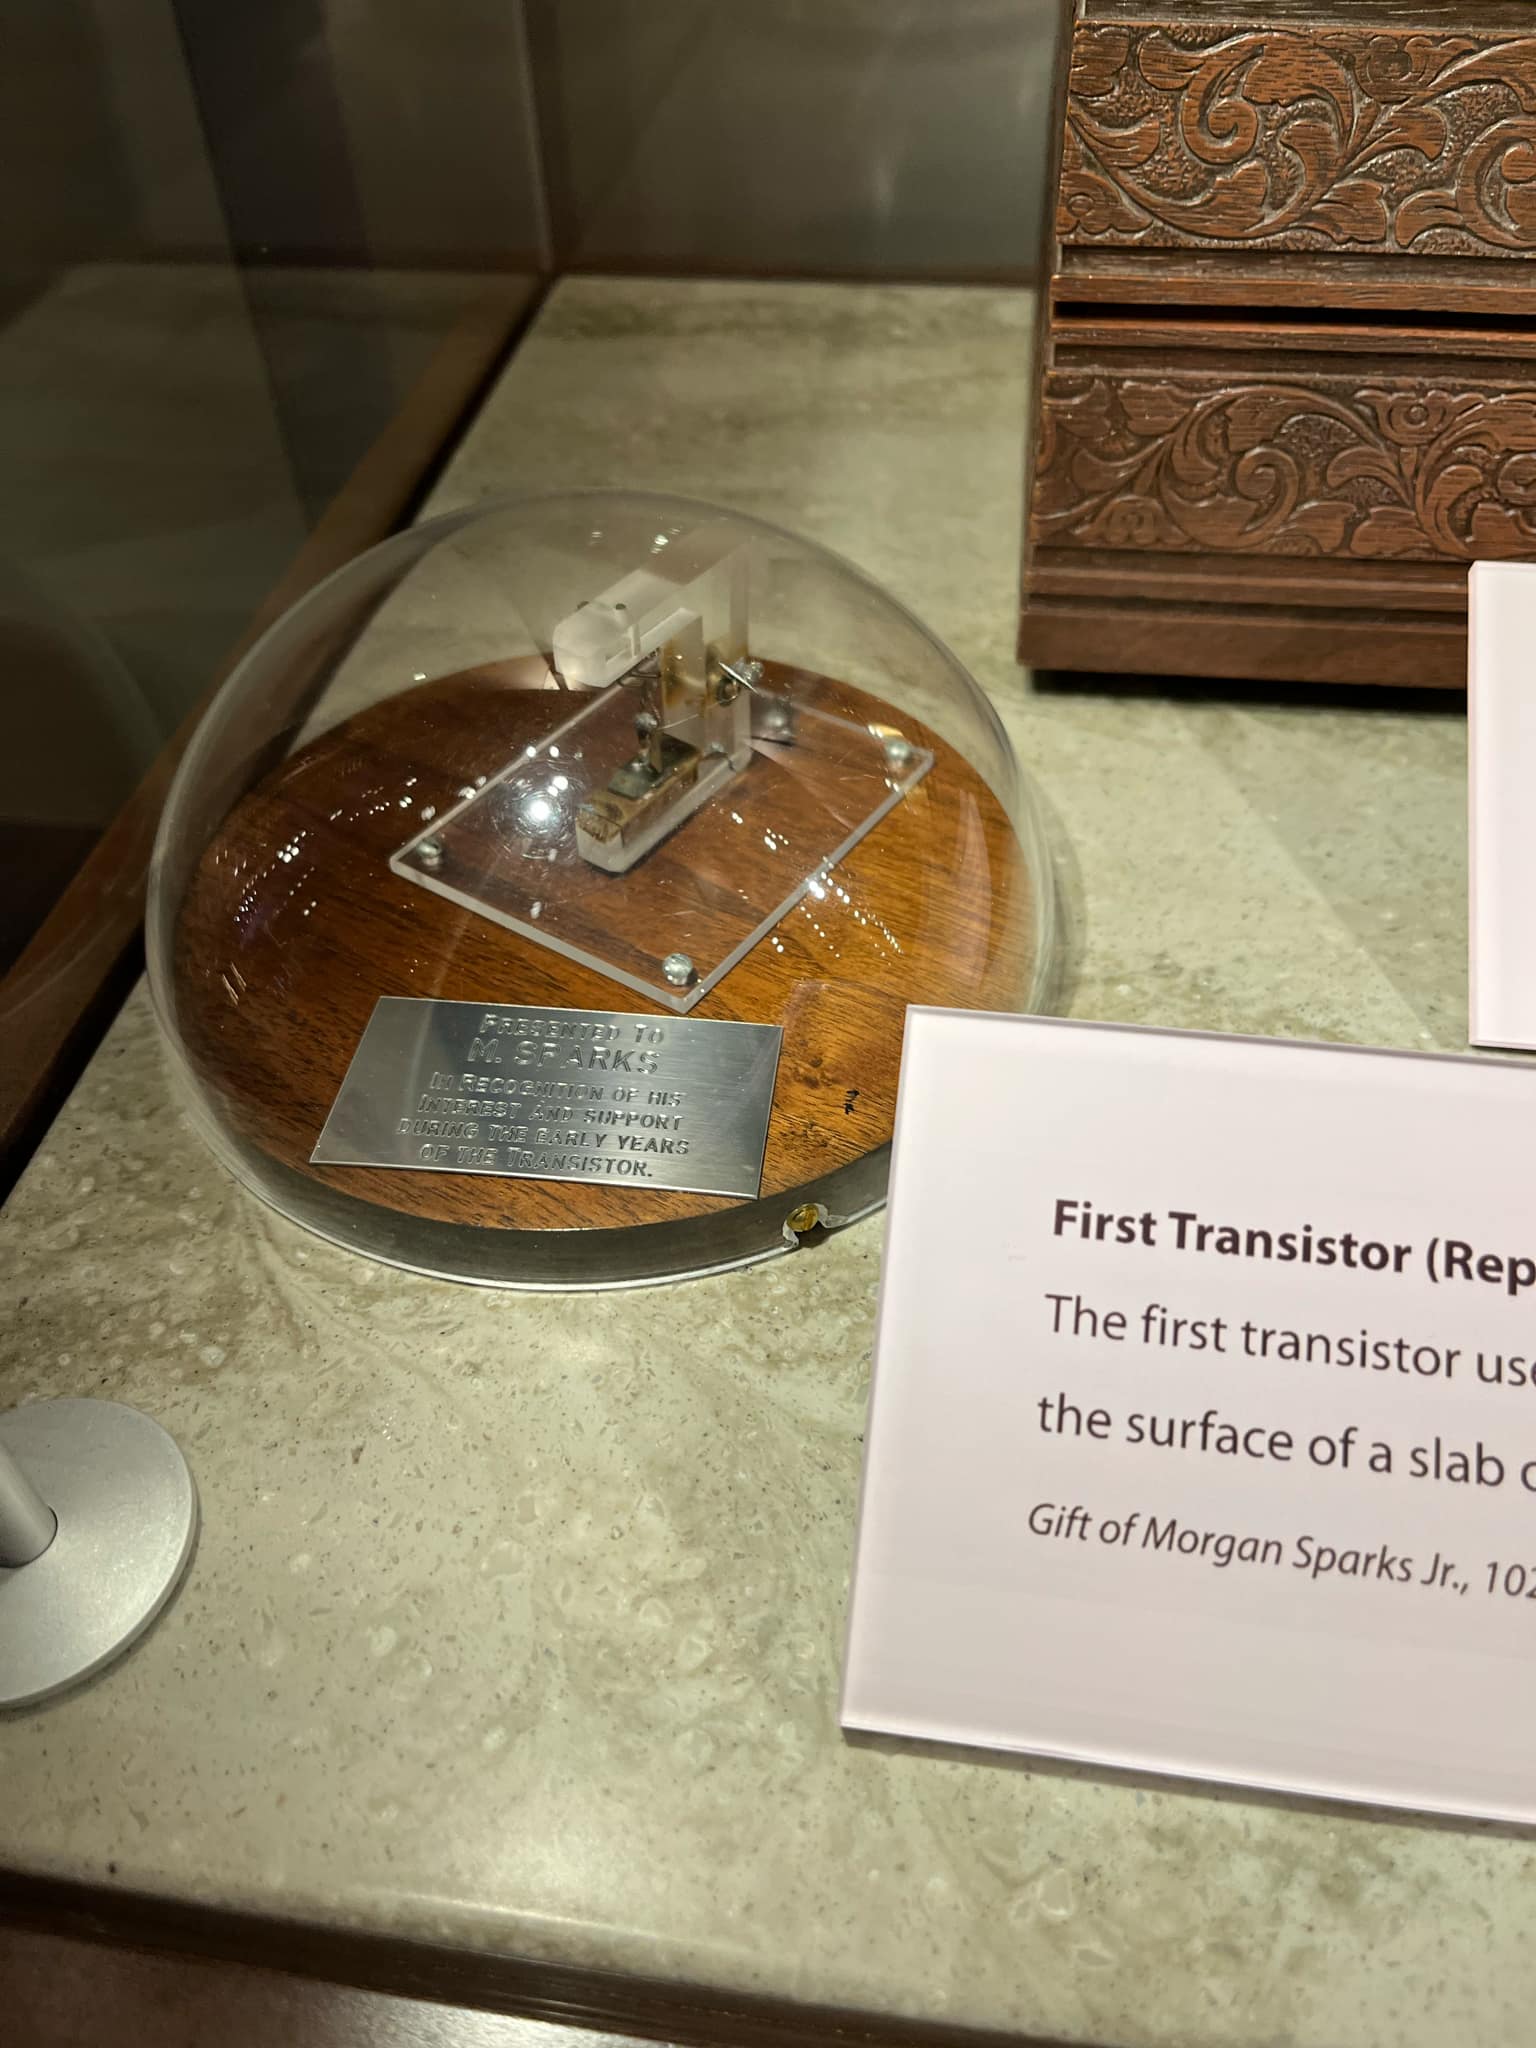 PRESENTED TO
M. SPARKS
IN RECOGNITION OF HIS
INTEREST AND SUPPORT
DURING THE EARLY YEARS
OF THE TRANSISTOR.
First Transistor (Rep
The first transistor use
the surface of a slab o
Gift of Morgan Sparks Jr., 102